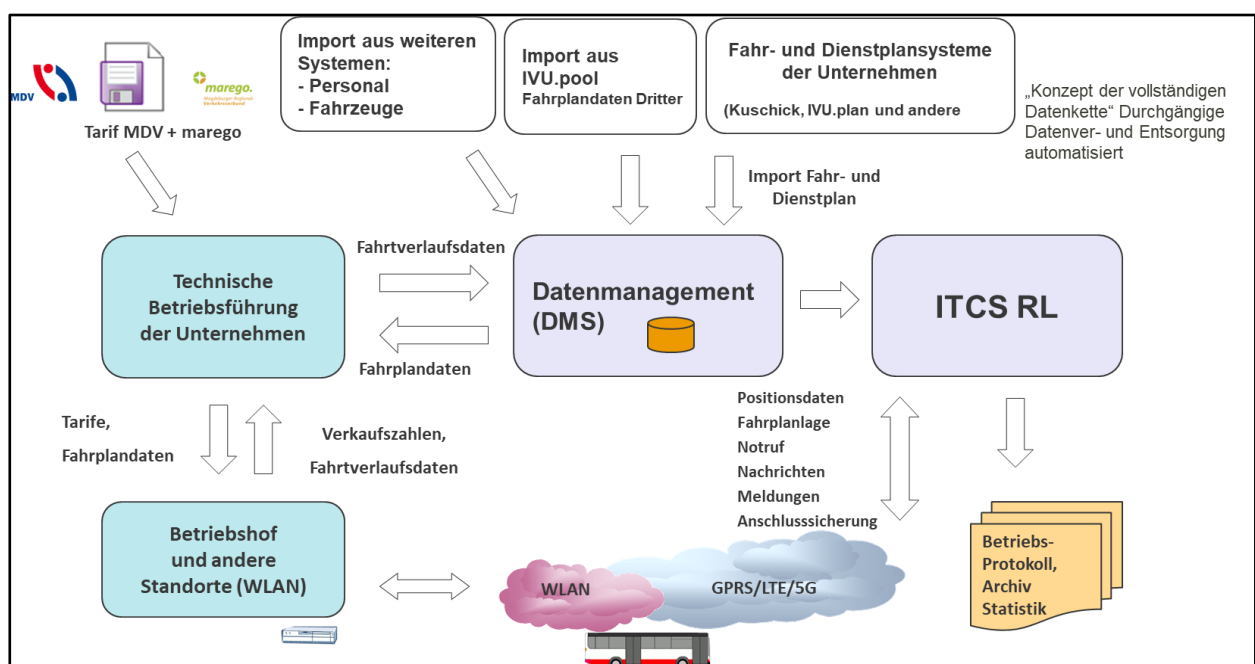 MDV
marego.
Magdeburger Regional-
Verkehrsverbund
Tarif MDV + marego
Import aus weiteren
Systemen:
- Personal
- Fahrzeuge
Import aus
IVU.pool
Fahrplandaten Dritter
Fahr- und Dienstplansysteme
der Unternehmen
(Kuschick, IVU.plan und andere
„Konzept der vollständigen
Datenkette“ Durchgängige
Datenver- und Entsorgung
automatisiert
Import Fahr- und
Dienstplan
Technische
Betriebsführung
der Unternehmen
Fahrtverlaufsdaten
Fahrplandaten
Datenmanagement
(DMS)
ITCS RL
Tarife,
Fahrplandaten
Verkaufszahlen,
Fahrtverlaufsdaten
Positionsdaten
Fahrplanlage
Notruf
Nachrichten
Meldungen
Anschlusssicherung
Betriebshof
und andere
Standorte (WLAN)
WLAN
GPRS/LTE/5G
Betriebs-
Protokoll,
Archiv
Statistik